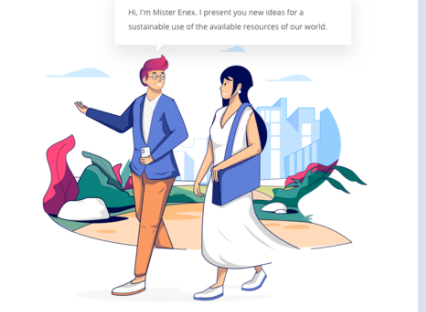 Hi, I'm Mister Enex. I present you new ideas for a
sustainable use of the available resources of our world.